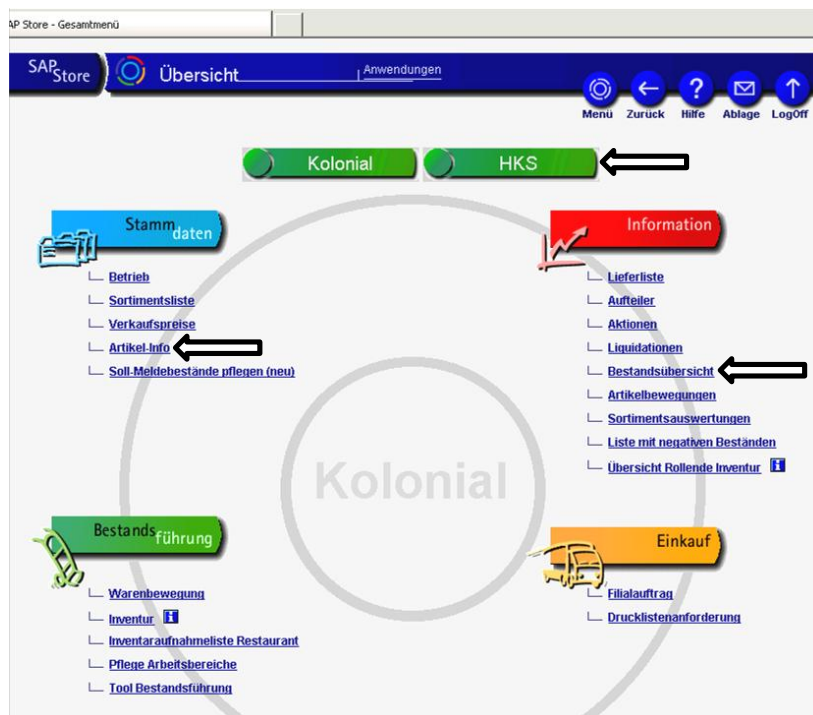 AP Store - Gesamtmenü
SAP Store
Übersicht
Anwendungen
Menü Zurück Hilfe Ablage LogOff
Kolonial
HKS
Stammdaten
Betrieb
Sortimentsliste
Verkaufspreise
Artikel-Info
Soll-Meldebestände pflegen (neu)
Information
Lieferliste
Aufteiler
Aktionen
Liquidationen
Bestandsübersicht
Artikelbewegungen
Sortimentsauswertungen
Liste mit negativen Beständen
Übersicht Rollende Inventur
Kolonial
Bestandsführung
Warenbewegung
Inventur
Inventaraufnahmeliste Restaurant
Pflege Arbeitsbereiche
Tool Bestandsführung
Einkauf
Filialauftrag
Drucklistenanforderung